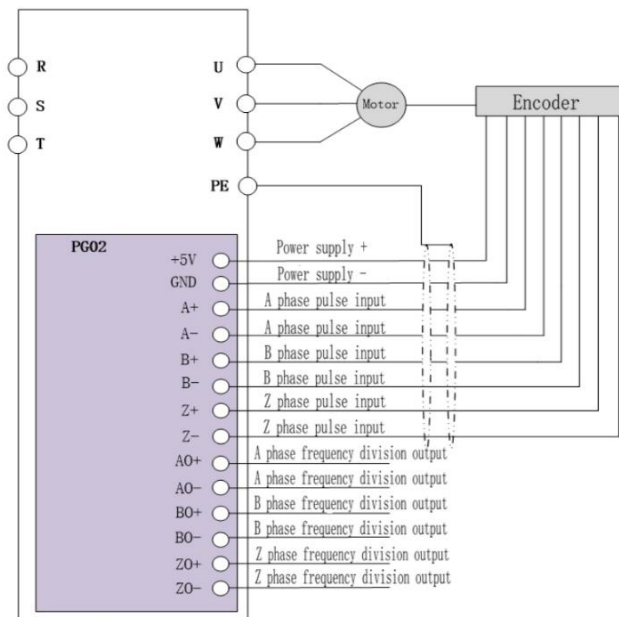 R
U
S
V
Motor
Encoder
T
W
PE
PG02
+5V
Power supply +
GND
Power supply -
A+
A phase pulse input
A-
A phase pulse input
B+
B phase pulse input
B-
B phase pulse input
Z+
Z phase pulse input
Z-
Z phase pulse input
AO+
A phase frequency division output
AO-
A phase frequency division output
BO+
B phase frequency division output
BO-
B phase frequency division output
ZO+
Z phase frequency division output
ZO-
Z phase frequency division output